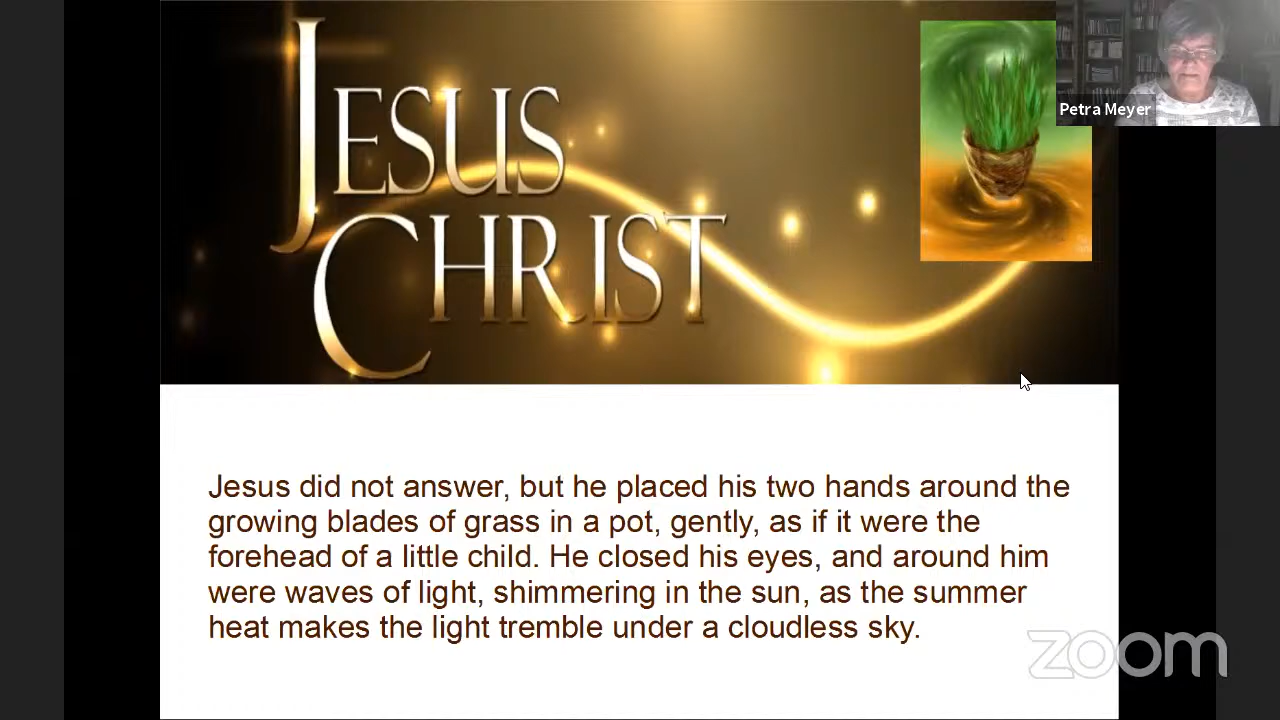 JESUS
CHRIST
Petra Meyer
Jesus did not answer, but he placed his two hands around the
growing blades of grass in a pot, gently, as if it were the
forehead of a little child. He closed his eyes, and around him
were waves of light, shimmering in the sun, as the summer
heat makes the light tremble under a cloudless sky.
zoom